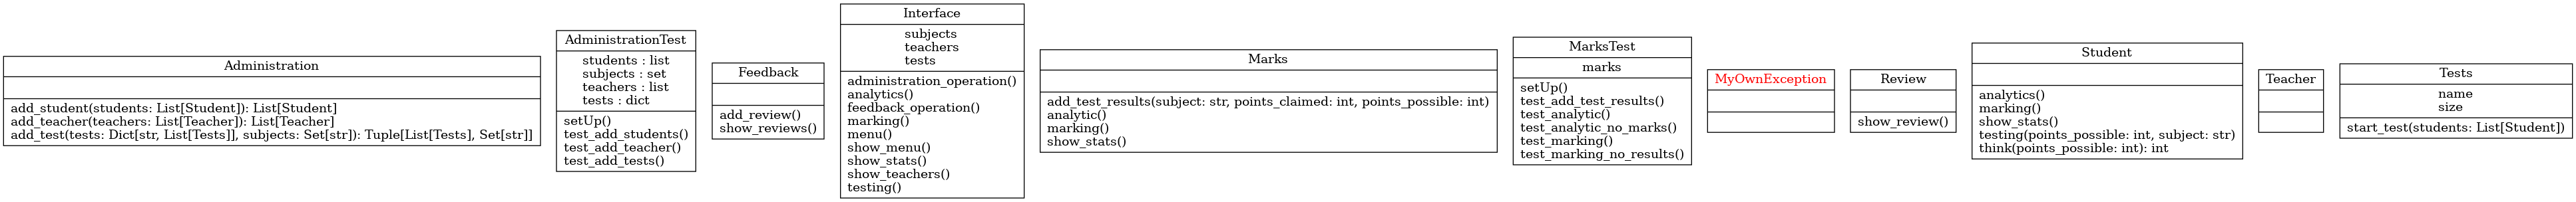 Administration
add_student(students: List[Student]): List[Student]
add_teacher(teachers: List[Teacher]): List[Teacher]
add_test(tests: Dict[str, List[Tests]], subjects: Set[str]): Tuple[List[Tests], Set[str]]
AdministrationTest
students : list
subjects : set
teachers : list
tests : dict
setUp()
test_add_students()
test_add_teacher()
test_add_tests()
Feedback
add_review()
show_reviews()
Interface
subjects
teachers
tests
administration_operation()
analytics()
feedback_operation()
marking()
menu()
show_menu()
show_stats()
show_teachers()
testing()
Marks
add_test_results(subject: str, points_claimed: int, points_possible: int)
analytic()
marking()
show_stats()
MarksTest
marks
setUp()
test_add_test_results()
test_analytic()
test_analytic_no_marks()
test_marking()
test_marking_no_results()
MyOwnException
Review
show_review()
Student
analytics()
marking()
show_stats()
testing(points_possible: int, subject: str)
think(points_possible: int): int
Teacher
Tests
name
size
start_test(students: List[Student])